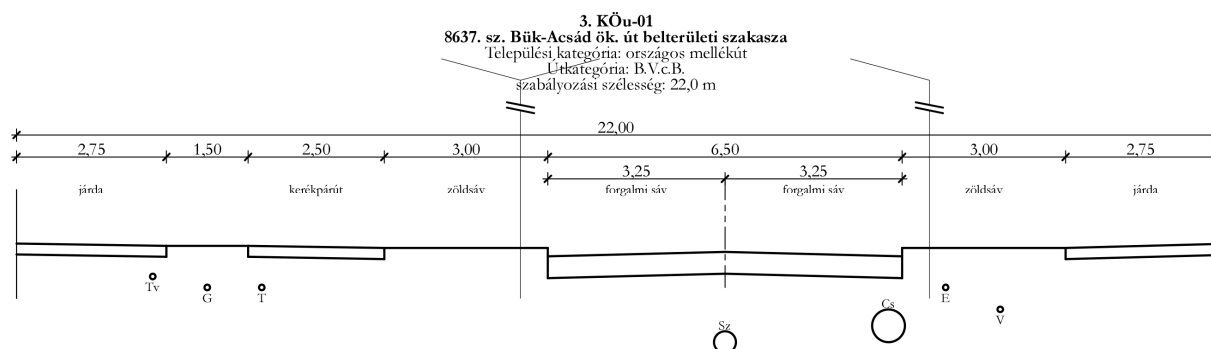 3. KÖu-01
8637. sz. Bük-Acsád ök. út belterületi szakasza
Települési kategória: országos mellékút
Útkategória: B.V.c.B.
szabályozási szélesség: 22,0 m
22,00
2,75 1,50 2,50 3,00 6,50 3,00 2,75
3,25 3,25
járda kerékpárút zöldsáv forgalmi sáv forgalmi sáv zöldsáv járda
Tv G T E V
Sz Cs